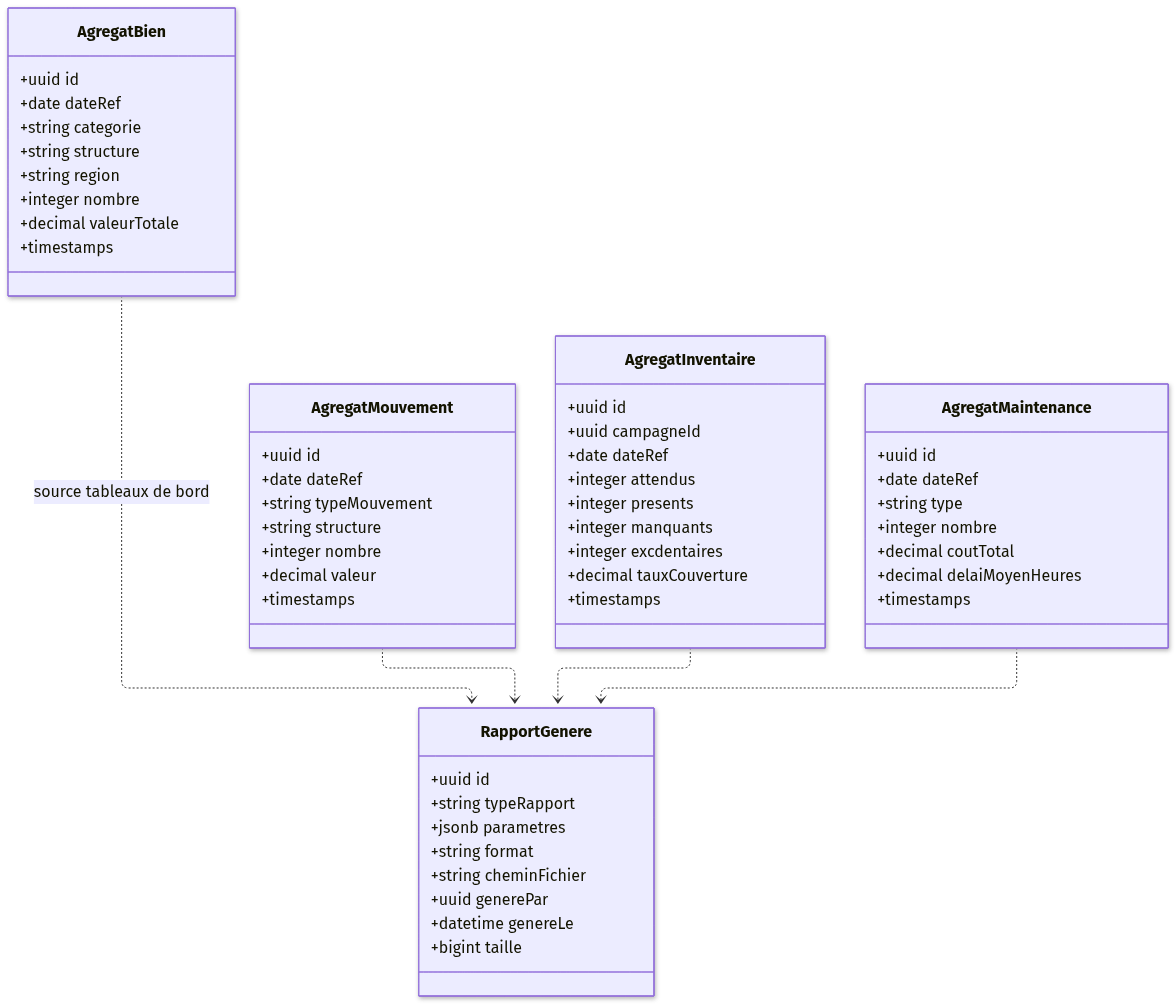 AgregatBien
+uuid id
+date dateRef
+string categorie
+string structure
+string region
+integer nombre
+decimal valeurTotale
+timestamps
source tableaux de bord
AgregatMouvement
+uuid id
+date dateRef
+string typeMouvement
+string structure
+integer nombre
+decimal valeur
+timestamps
AgregatInventaire
+uuid id
+uuid campagneId
+date dateRef
+integer attendus
+integer presents
+integer manquants
+integer excdentaires
+decimal tauxCouverture
+timestamps
AgregatMaintenance
+uuid id
+date dateRef
+string type
+integer nombre
+decimal coutTotal
+decimal delaiMoyenHeures
+timestamps
RapportGenere
+uuid id
+string typeRapport
+jsonb parametres
+string format
+string cheminFichier
+uuid generePar
+datetime genereLe
+bigint taille